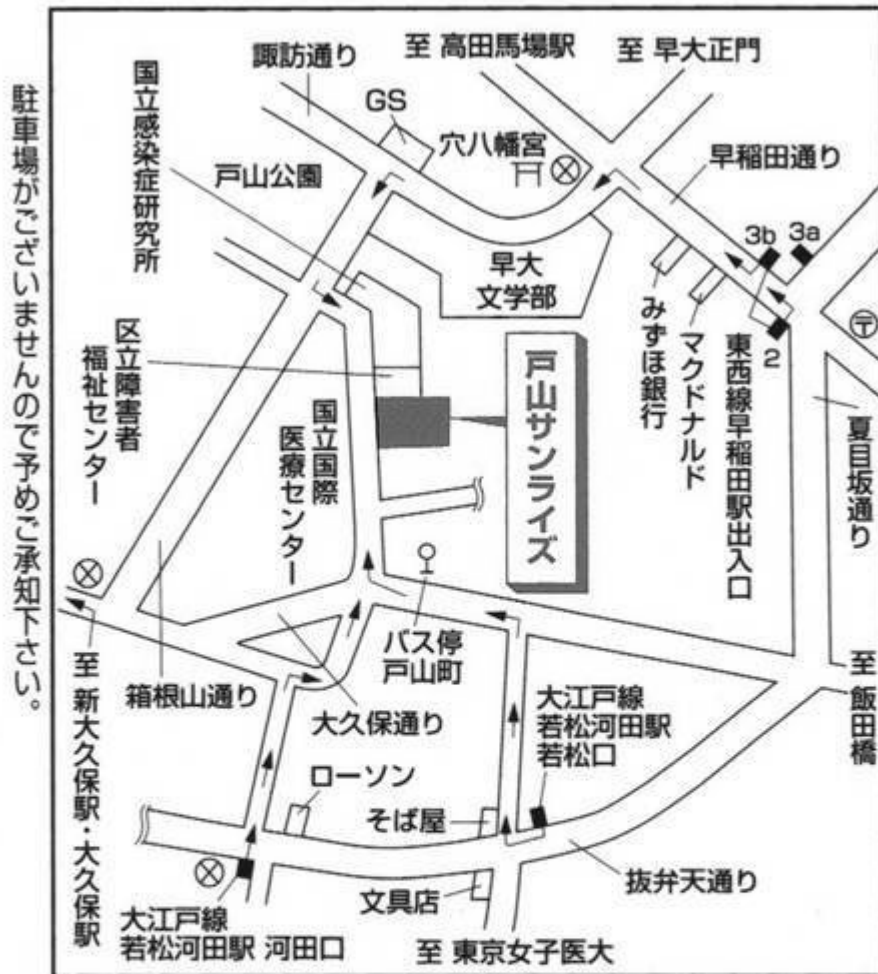 駐車場がございませんので予めご承知下さい。
至 高田馬場駅
至 早大正門
諏訪通り
国立感染症研究所
GS
穴八幡宮
早稲田通り
戸山公園
3b
3a
早大
文学部
みずほ銀行
マクドナルド
2
〒
東西線早稲田駅出入口
夏目坂通り
区立障害者
福祉センター
国立国際
医療センター
戸山サンライズ
バス停
戸山町
至 新大久保駅・大久保駅
箱根山通り
大久保通り
大江戸線
若松河田駅
若松口
至 飯田橋
ローソン
そば屋
文具店
抜弁天通り
大江戸線
若松河田駅 河田口
至 東京女子医大